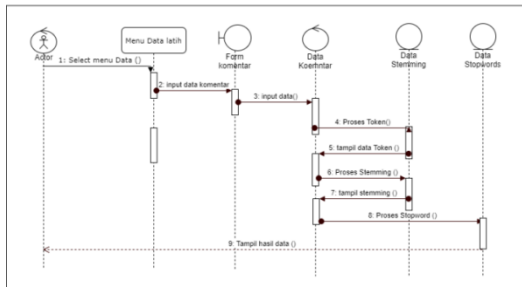 Actor
Menu Data latih
Form
komentar
Data
Koehntar
Data
Stemming
Data
Stopwords
1: Select menu Data ()
2: input data komentar
3: input data()
4: Proses Token()
5: tampil data Token ()
6: Proses Stemming ()
7: tampil stemming ()
8: Proses Stopword ()
9: Tampil hasil data ()